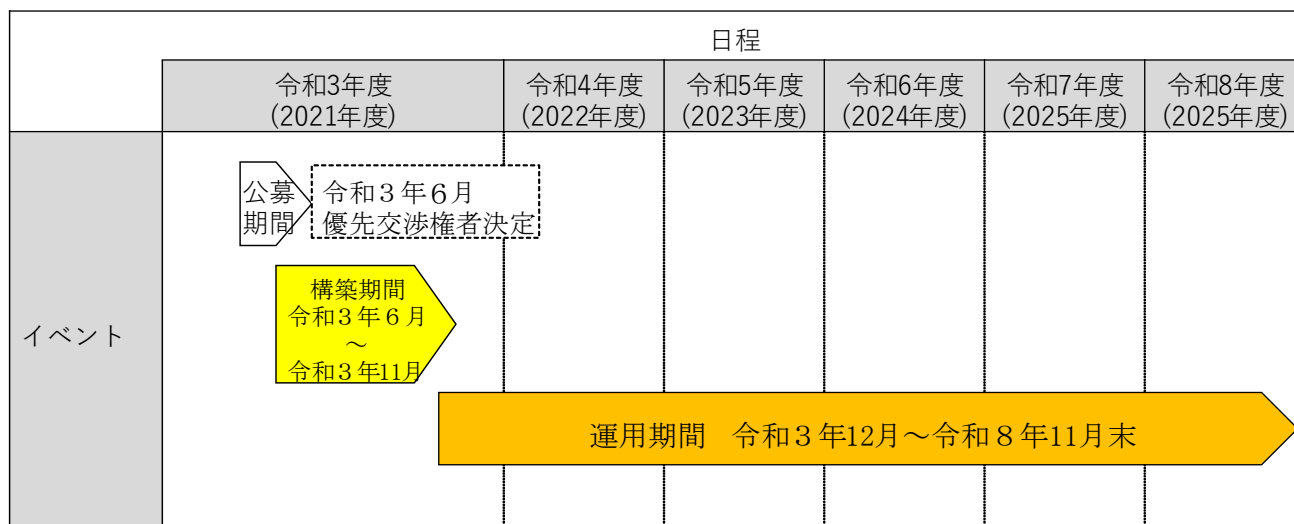 日程
令和3年度
(2021年度)
令和4年度
(2022年度)
令和5年度
(2023年度)
令和6年度
(2024年度)
令和7年度
(2025年度)
令和8年度
(2025年度)
イベント
公募
期間
令和３年６月
優先交渉権者決定
構築期間
令和３年６月
～
令和３年11月
運用期間　令和３年12月～令和８年11月末